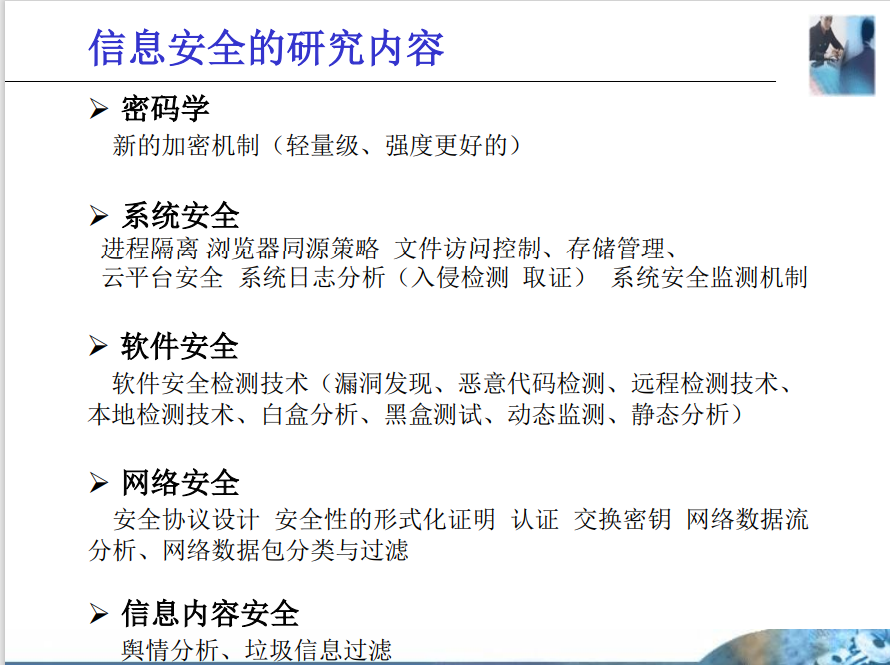 信息安全的研究内容
密码学
新的加密机制（轻量级、强度更好的）
系统安全
进程隔离 浏览器同源策略 文件访问控制、存储管理、
云平台安全 系统日志分析（入侵检测 取证） 系统安全监测机制
软件安全
软件安全检测技术（漏洞发现、恶意代码检测、远程检测技术、
本地检测技术、白盒分析、黑盒测试、动态监测、静态分析）
网络安全
安全协议设计 安全性的形式化证明 认证 交换密钥 网络数据流
分析、网络数据包分类与过滤
信息内容安全
舆情分析、垃圾信息过滤